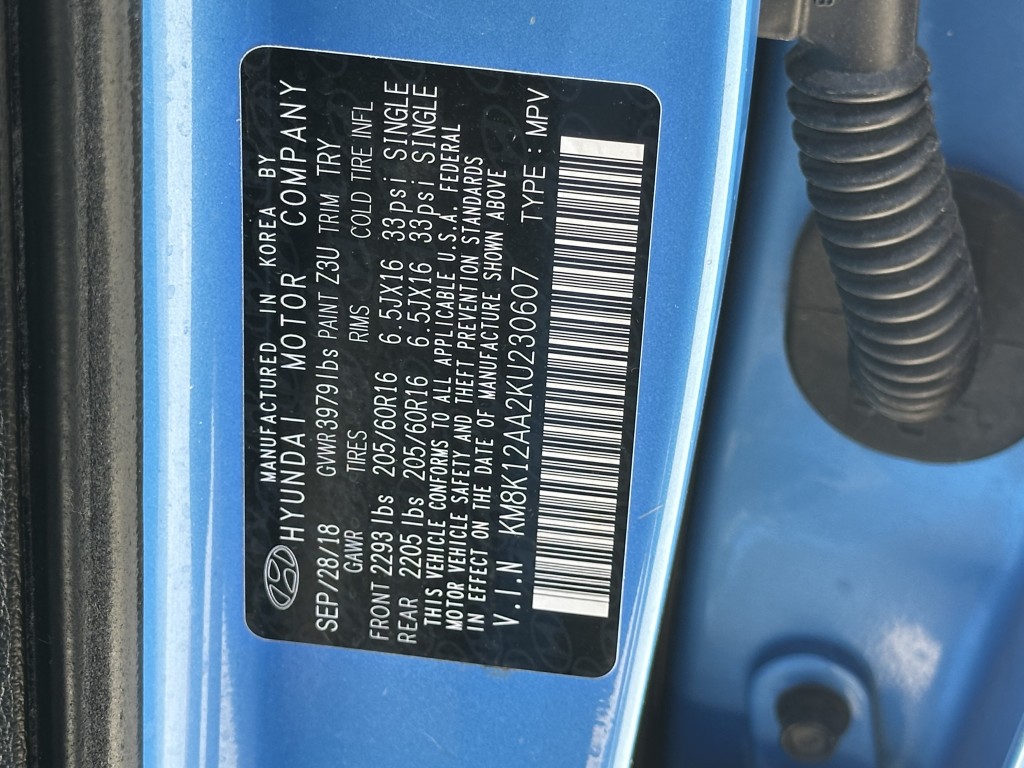 MANUFACTURED IN KOREA BY
HYUNDAI MOTOR COMPANY
SEP/28/18 GVWR3979lbs PAINT Z3U TRIM TRY
GAWR TIRES RIMS COLD TIRE INFL
FRONT 2293 lbs 205/60R16 6.5JX16 33psi SINGLE
REAR 2205 lbs 205/60R16 6.5JX16 33psi SINGLE
THIS VEHICLE CONFORMS TO ALL APPLICABLE U.S.A. FEDERAL
MOTOR VEHICLE SAFETY AND THEFT PREVENTION STANDARDS
IN EFFECT ON THE DATE OF MANUFACTURE SHOWN ABOVE
V.I.N KM8K12AA2KU230607 TYPE : MPV